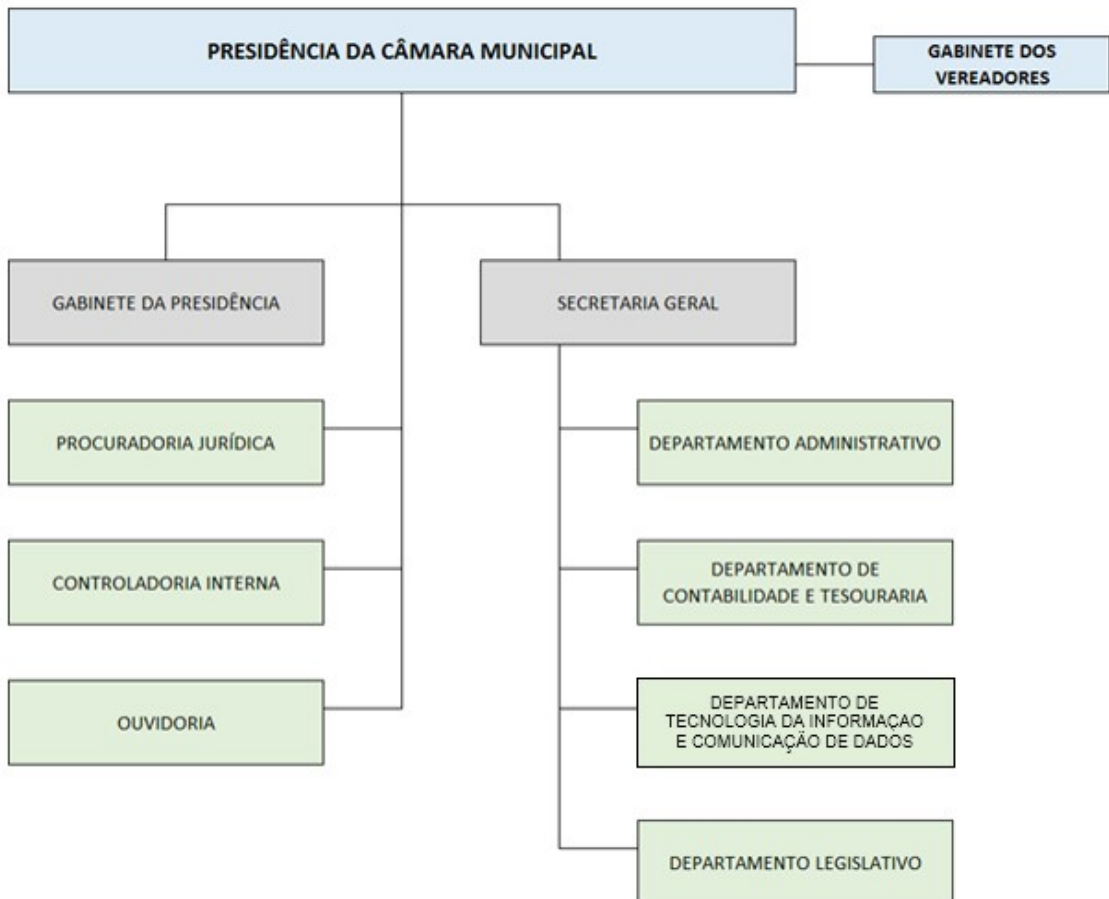 PRESIDÊNCIA DA CÂMARA MUNICIPAL
GABINETE DOS
VEREADORES
GABINETE DA PRESIDÊNCIA
SECRETARIA GERAL
PROCURADORIA JURÍDICA
DEPARTAMENTO ADMINISTRATIVO
CONTROLADORIA INTERNA
DEPARTAMENTO DE
CONTABILIDADE E TESOURARIA
OUVIDORIA
DEPARTAMENTO DE
TECNOLOGIA DA INFORMAÇAO
E COMUNICAÇÃO DE DADOS
DEPARTAMENTO LEGISLATIVO